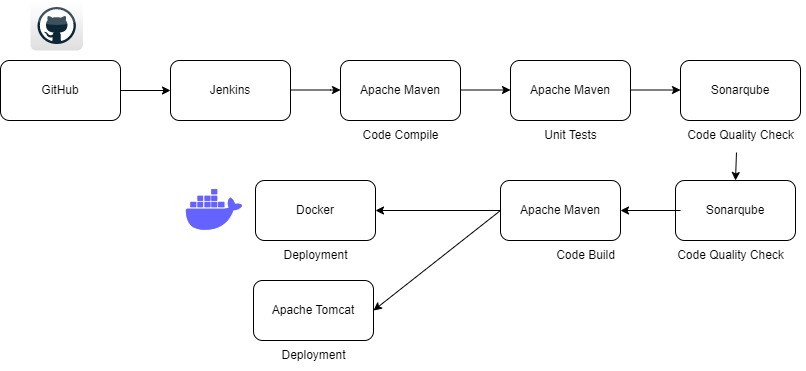 GitHub
Jenkins
Apache Maven
Code Compile
Apache Maven
Unit Tests
Sonarqube
Code Quality Check
Sonarqube
Code Quality Check
Apache Maven
Code Build
Docker
Deployment
Apache Tomcat
Deployment